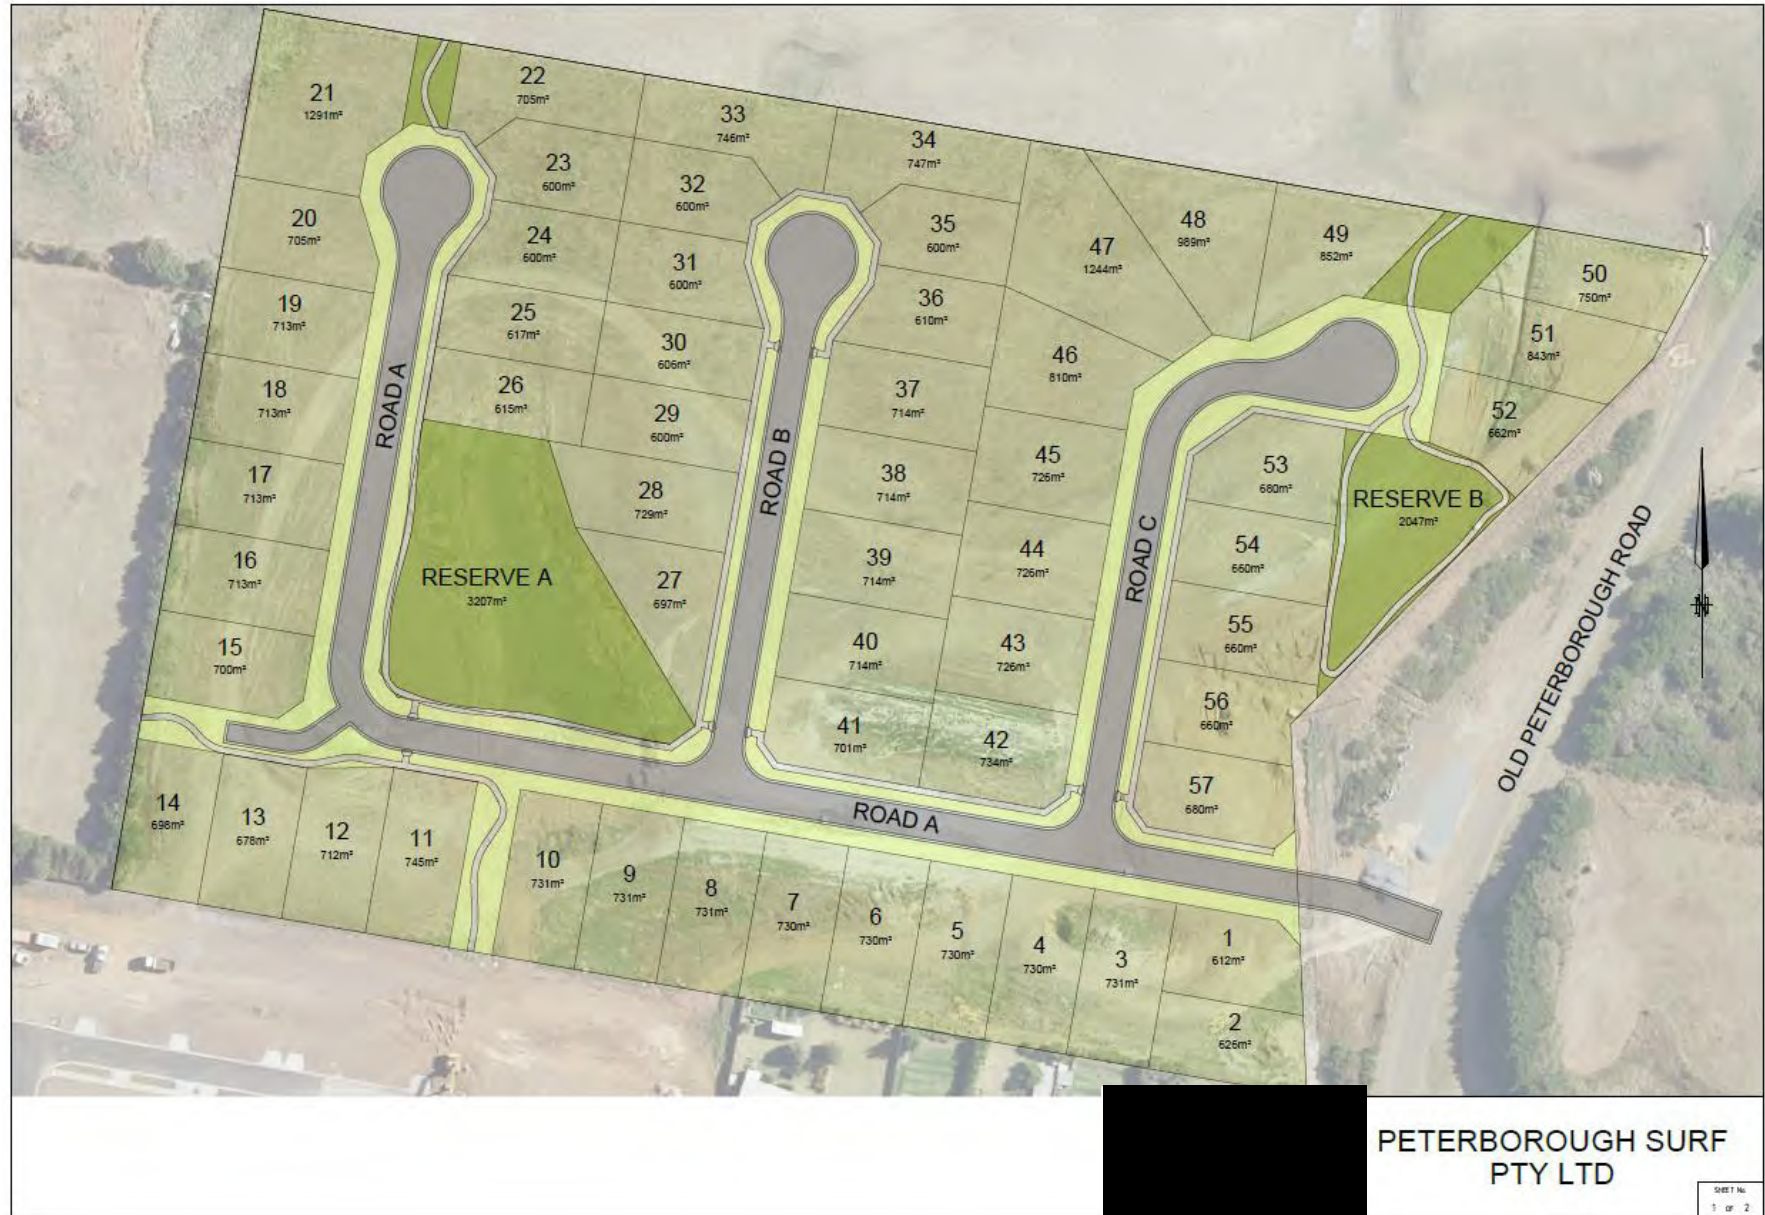 21
1291m²
22
705m²
33
746m²
34
747m²
23
600m²
32
600m²
20
705m²
24
600m²
31
600m²
35
600m²
47
1244m²
48
989m²
49
852m²
50
750m²
19
713m²
25
617m²
30
606m²
36
610m²
46
810m²
51
843m²
18
713m²
26
615m²
29
600m²
37
714m²
52
662m²
ROAD A
ROAD B
ROAD C
17
713m²
28
729m²
38
714m²
45
726m²
53
680m²
RESERVE B
2047m²
16
713m²
RESERVE A
3207m²
27
697m²
39
714m²
44
726m²
54
660m²
OLD PETERBOROUGH ROAD
N
15
700m²
40
714m²
43
726m²
55
660m²
41
701m²
42
734m²
56
660m²
57
680m²
ROAD A
14
698m²
13
678m²
12
712m²
11
745m²
10
731m²
9
731m²
8
731m²
7
730m²
6
730m²
5
730m²
4
730m²
3
731m²
1
612m²
2
626m²
PETERBOROUGH SURF
PTY LTD
SHEET No.
1 of 2